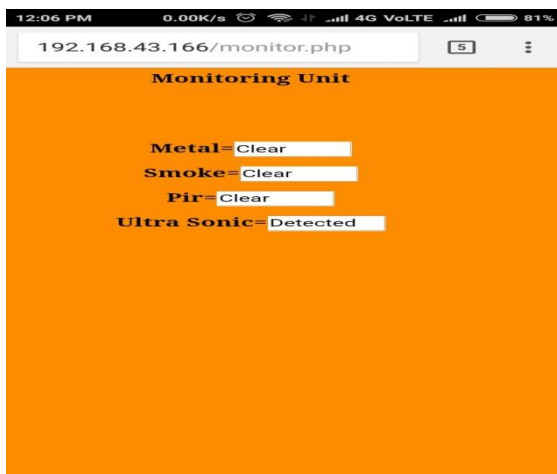 12:06 PM 0.00K/s 4G VoLTE 81%
192.168.43.166/monitor.php 5
Monitoring Unit
Metal=Clear
Smoke=Clear
Pir=Clear
Ultra Sonic=Detected